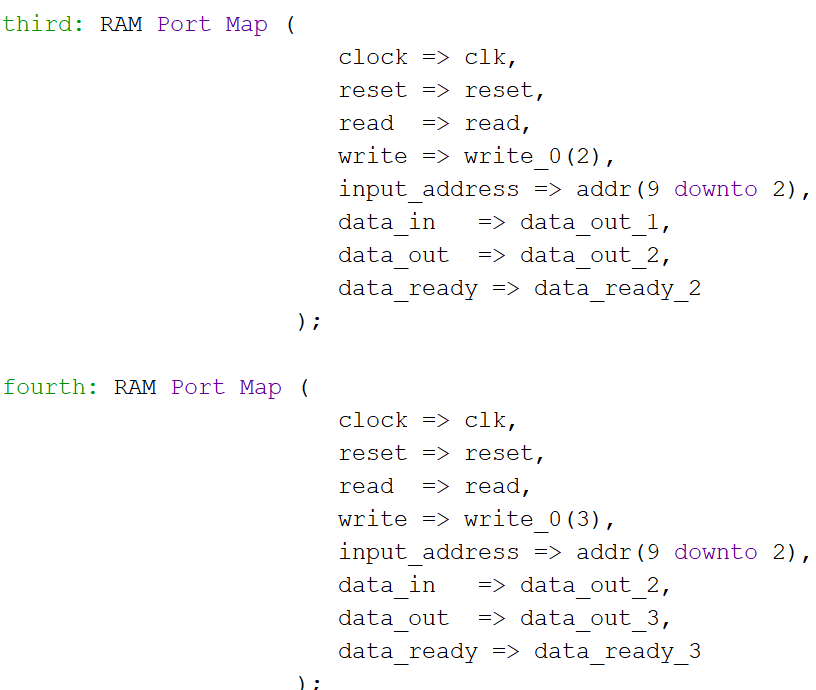 third: RAM Port Map (
clock => clk,
reset => reset,
read  => read,
write => write_0(2),
input_address => addr(9 downto 2),
data_in   => data_out_1,
data_out  => data_out_2,
data_ready => data_ready_2
);
fourth: RAM Port Map (
clock => clk,
reset => reset,
read  => read,
write => write_0(3),
input_address => addr(9 downto 2),
data_in   => data_out_2,
data_out  => data_out_3,
data_ready => data_ready_3
);